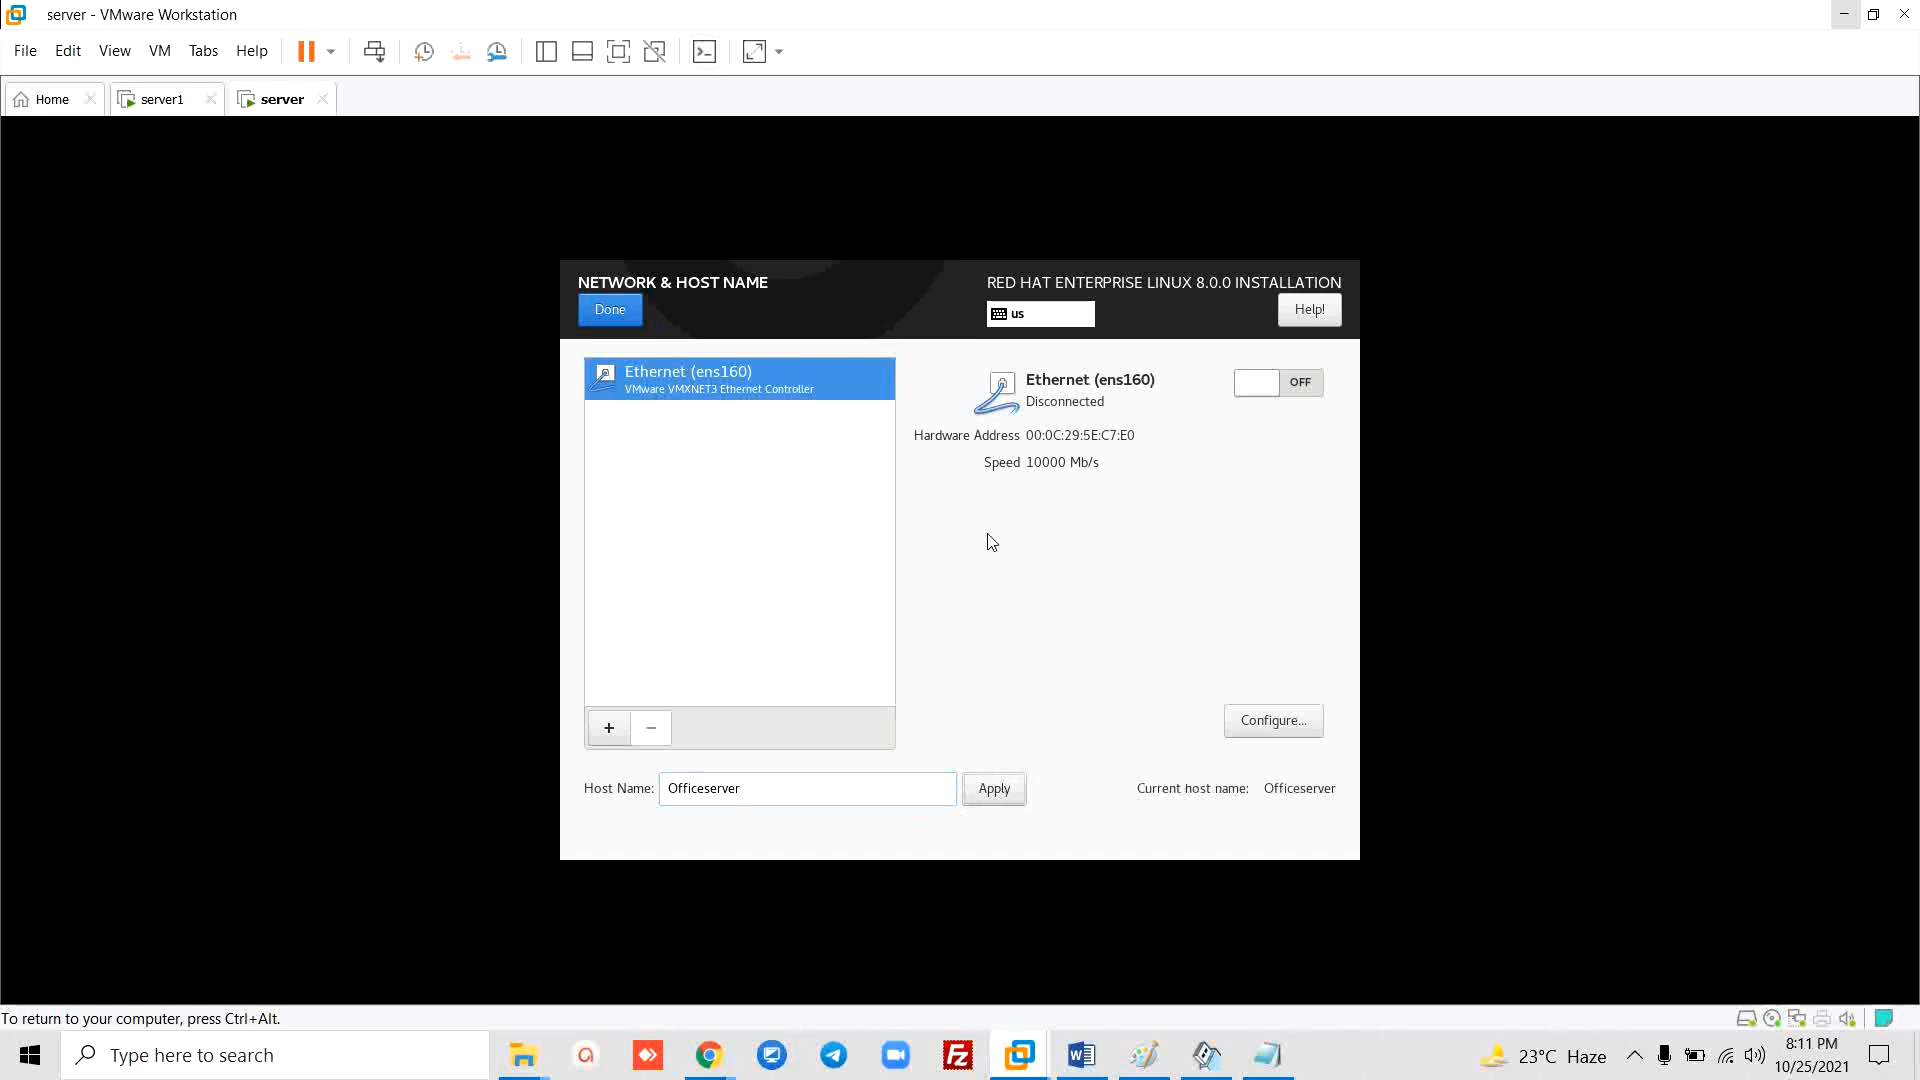 server - VMware Workstation
File Edit View VM Tabs Help
Home server1 server
NETWORK & HOST NAME
RED HAT ENTERPRISE LINUX 8.0.0 INSTALLATION
Done
us
Help!
Ethernet (ens160)
VMware VMXNET3 Ethernet Controller
Ethernet (ens160)
OFF
Disconnected
Hardware Address 00:0C:29:5E:C7:E0
Speed 10000 Mb/s
+ −
Configure...
Host Name: Officeserver Apply Current host name: Officeserver
To return to your computer, press Ctrl+Alt.
Type here to search
23°C Haze
8:11 PM
10/25/2021